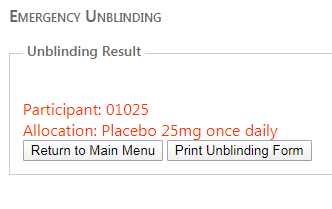 Emergency Unblinding
Unblinding Result
Participant: 01025
Allocation: Placebo 25mg once daily
Return to Main Menu Print Unblinding Form